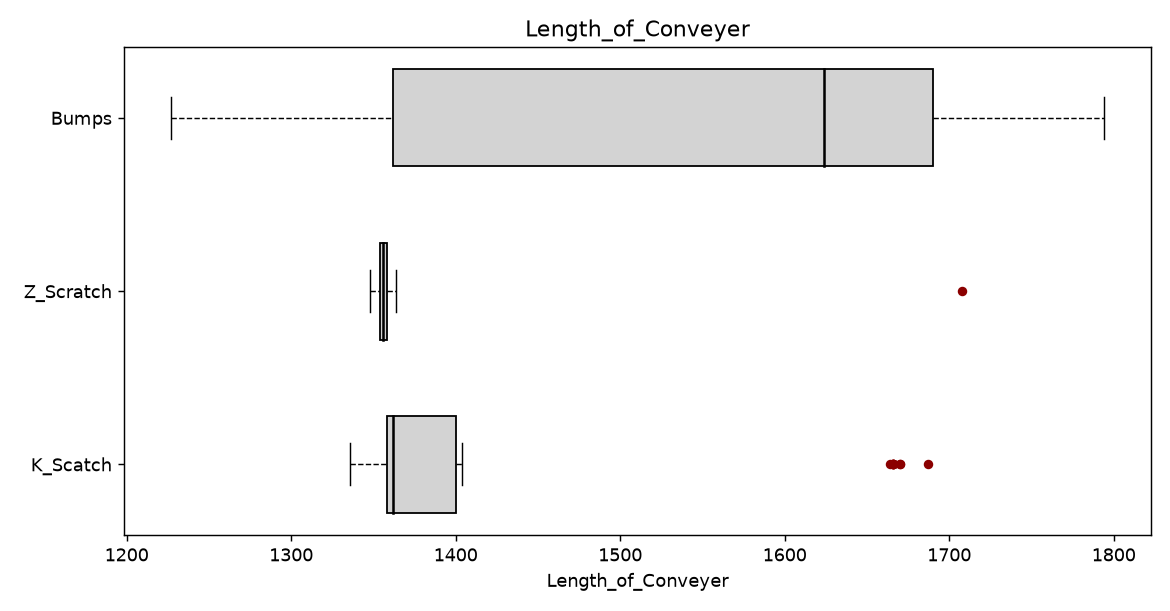 Length_of_Conveyer
Bumps
Z_Scratch
K_Scatch
1200 1300 1400 1500 1600 1700 1800
Length_of_Conveyer